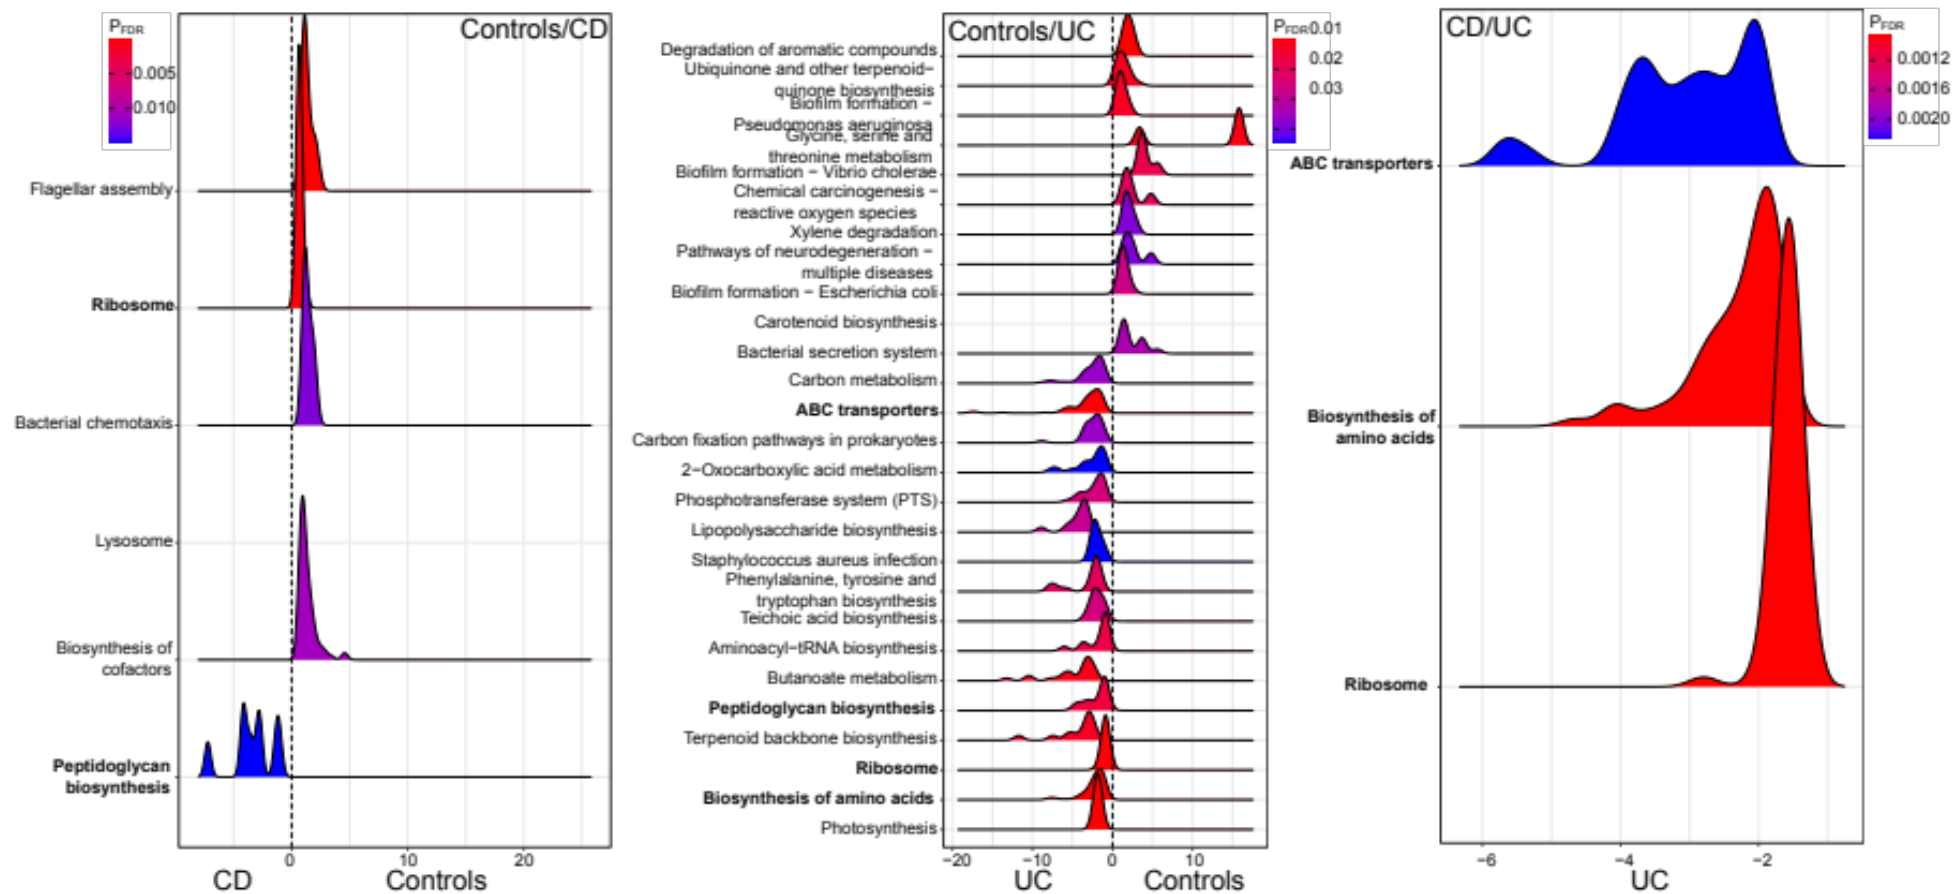 Controls/CD
P_FDR
0.005
0.010
Flagellar assembly
Ribosome
Bacterial chemotaxis
Lysosome
Biosynthesis of
cofactors
Peptidoglycan
biosynthesis
0
10
20
CD
Controls
Controls/UC
P_FDR
0.01
0.02
0.03
Degradation of aromatic compounds
Ubiquinone and other terpenoid−
quinone biosynthesis
Biofilm formation −
Pseudomonas aeruginosa
Glycine, serine and
threonine metabolism
Biofilm formation − Vibrio cholerae
Chemical carcinogenesis −
reactive oxygen species
Xylene degradation
Pathways of neurodegeneration −
multiple diseases
Biofilm formation − Escherichia coli
Carotenoid biosynthesis
Bacterial secretion system
Carbon metabolism
ABC transporters
Carbon fixation pathways in prokaryotes
2−Oxocarboxylic acid metabolism
Phosphotransferase system (PTS)
Lipopolysaccharide biosynthesis
Staphylococcus aureus infection
Phenylalanine, tyrosine and
tryptophan biosynthesis
Teichoic acid biosynthesis
Aminoacyl−tRNA biosynthesis
Butanoate metabolism
Peptidoglycan biosynthesis
Terpenoid backbone biosynthesis
Ribosome
Biosynthesis of amino acids
Photosynthesis
−20
−10
0
10
UC
Controls
CD/UC
P_FDR
0.0012
0.0016
0.0020
ABC transporters
Biosynthesis of
amino acids
Ribosome
−6
−4
−2
UC